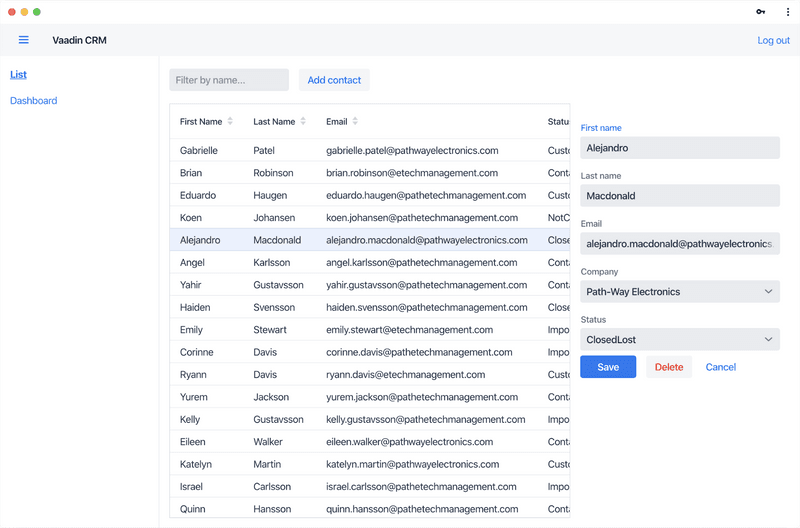 Vaadin CRM
Log out
List
Dashboard
Filter by name...
Add contact
First Name Last Name Email Status
Gabrielle Patel gabrielle.patel@pathwayelectronics.com Custo
Brian Robinson brian.robinson@etechmanagement.com Conta
Eduardo Haugen eduardo.haugen@pathetechmanagement.com Custo
Koen Johansen koen.johansen@pathetechmanagement.com NotC
Alejandro Macdonald alejandro.macdonald@pathwayelectronics.com Close
Angel Karlsson angel.karlsson@pathetechmanagement.com Conta
Yahir Gustavsson yahir.gustavsson@pathetechmanagement.com Conta
Haiden Svensson haiden.svensson@pathetechmanagement.com Close
Emily Stewart emily.stewart@etechmanagement.com Impo
Corinne Davis corinne.davis@pathetechmanagement.com Impo
Ryann Davis ryann.davis@etechmanagement.com Custo
Yurem Jackson yurem.jackson@pathetechmanagement.com Conta
Kelly Gustavsson kelly.gustavsson@pathetechmanagement.com Impo
Eileen Walker eileen.walker@pathwayelectronics.com Conta
Katelyn Martin katelyn.martin@pathwayelectronics.com Custo
Israel Carlsson israel.carlsson@pathetechmanagement.com Impo
Quinn Hansson quinn.hansson@pathetechmanagement.com Conta
First name
Alejandro
Last name
Macdonald
Email
alejandro.macdonald@pathwayelectronics.
Company
Path-Way Electronics
Status
ClosedLost
Save Delete Cancel